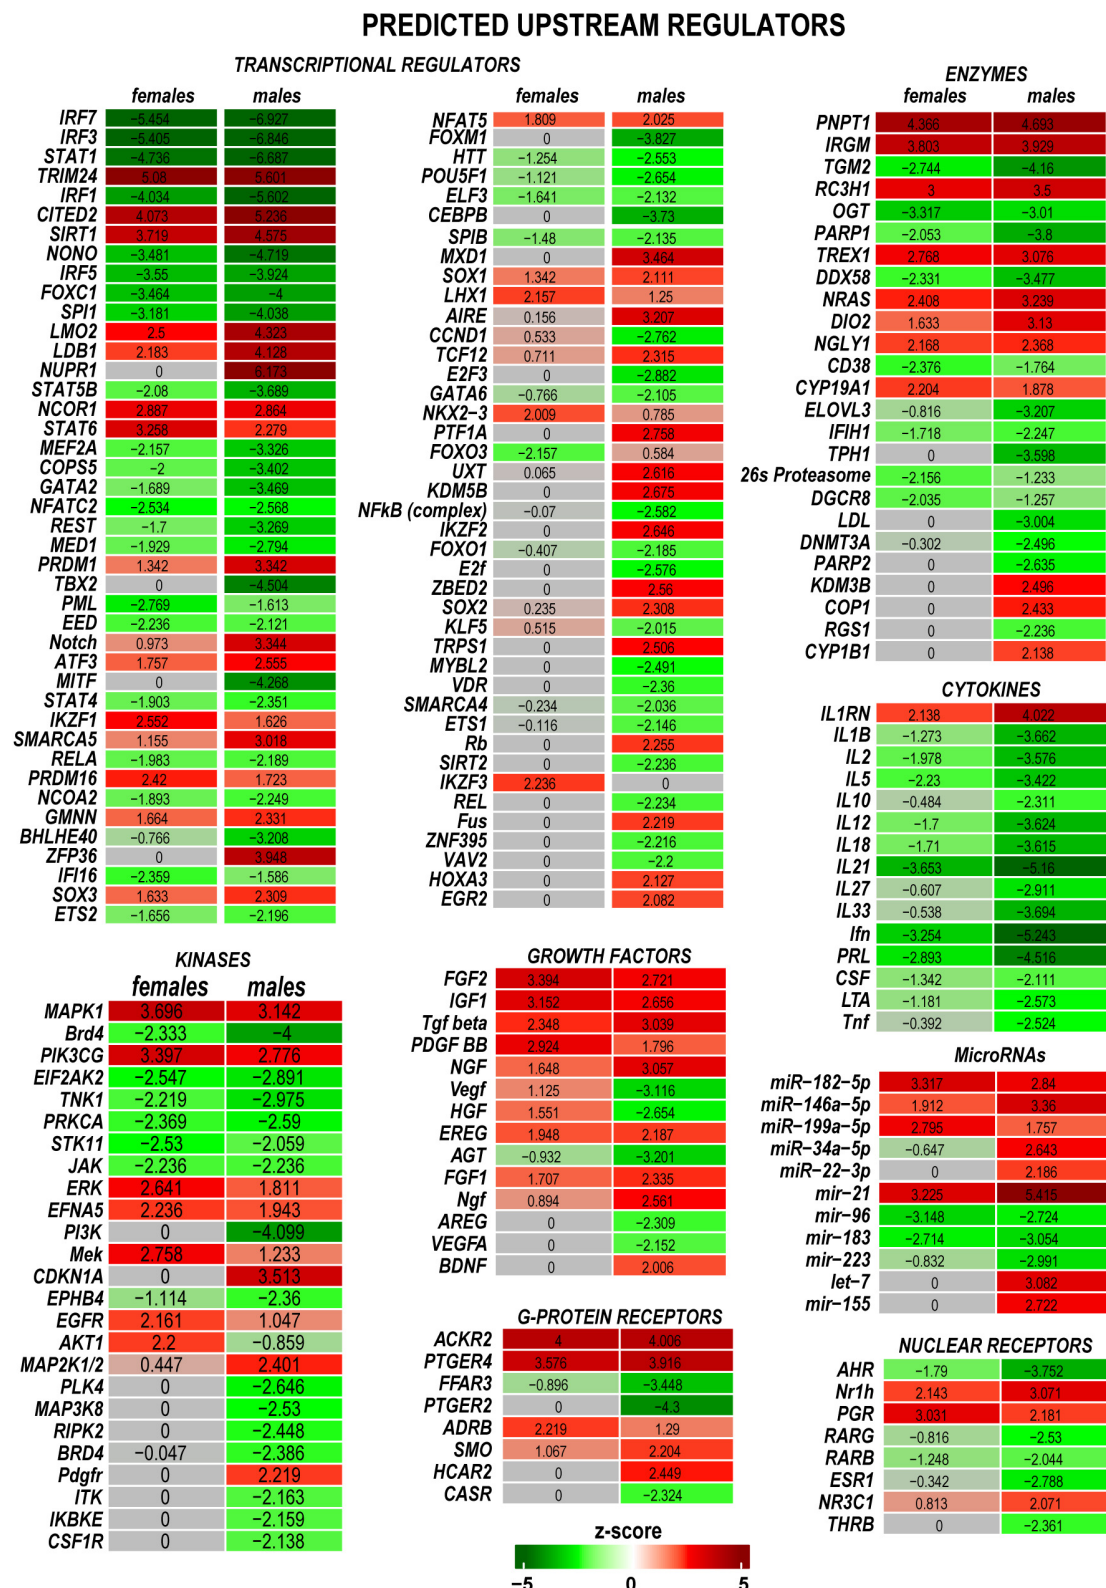 PREDICTED UPSTREAM REGULATORS
TRANSCRIPTIONAL REGULATORS
females males
IRF7 −5.454 −6.927
IRF3 −5.405 −6.846
STAT1 −4.736 −6.687
TRIM24 5.08 5.601
IRF1 −4.034 −5.602
CITED2 4.073 5.236
SIRT1 3.719 4.575
NONO −3.481 −4.719
IRF5 −3.55 −3.924
FOXC1 −3.464 −4
SPI1 −3.181 −4.038
LMO2 2.5 4.323
LDB1 2.183 4.128
NUPR1 0 6.173
STAT5B −2.08 −3.689
NCOR1 2.887 2.864
STAT6 3.258 2.279
MEF2A −2.157 −3.326
COPS5 −2 −3.402
GATA2 −1.689 −3.469
NFATC2 −2.534 −2.568
REST −1.7 −3.269
MED1 −1.929 −2.794
PRDM1 1.342 3.342
TBX2 0 −4.504
PML −2.769 −1.613
EED −2.236 −2.121
Notch 0.973 3.344
ATF3 1.757 2.555
MITF 0 −4.268
STAT4 −1.903 −2.351
IKZF1 2.552 1.626
SMARCA5 1.155 3.018
RELA −1.983 −2.189
PRDM16 2.42 1.723
NCOA2 −1.893 −2.249
GMNN 1.664 2.331
BHLHE40 −0.766 −3.208
ZFP36 0 3.948
IFI16 −2.359 −1.586
SOX3 1.633 2.309
ETS2 −1.656 −2.196
females males
NFAT5 1.809 2.025
FOXM1 0 −3.827
HTT −1.254 −2.553
POU5F1 −1.121 −2.654
ELF3 −1.641 −2.132
CEBPB 0 −3.73
SPIB −1.48 −2.135
MXD1 0 3.464
SOX1 1.342 2.111
LHX1 2.157 1.25
AIRE 0.156 3.207
CCND1 0.533 −2.762
TCF12 0.711 2.315
E2F3 0 −2.882
GATA6 −0.766 −2.105
NKX2−3 2.009 0.785
PTF1A 0 2.758
FOXO3 −2.157 0.584
UXT 0.065 2.616
KDM5B 0 2.675
NFkB (complex) −0.07 −2.582
IKZF2 0 2.646
FOXO1 −0.407 −2.185
E2f 0 −2.576
ZBED2 0 2.56
SOX2 0.235 2.308
KLF5 0.515 −2.015
TRPS1 0 2.506
MYBL2 0 −2.491
VDR 0 −2.36
SMARCA4 −0.234 −2.036
ETS1 −0.116 −2.146
Rb 0 2.255
SIRT2 0 −2.236
IKZF3 2.236 0
REL 0 −2.234
Fus 0 2.219
ZNF395 0 −2.216
VAV2 0 −2.2
HOXA3 0 2.127
EGR2 0 2.082
ENZYMES
females males
PNPT1 4.366 4.693
IRGM 3.803 3.929
TGM2 −2.744 −4.16
RC3H1 3 3.5
OGT −3.317 −3.01
PARP1 −2.053 −3.8
TREX1 2.768 3.076
DDX58 −2.331 −3.477
NRAS 2.408 3.239
DIO2 1.633 3.13
NGLY1 2.168 2.368
CD38 −2.376 −1.764
CYP19A1 2.204 1.878
ELOVL3 −0.816 −3.207
IFIH1 −1.718 −2.247
TPH1 0 −3.598
26s Proteasome −2.156 −1.233
DGCR8 −2.035 −1.257
LDL 0 −3.004
DNMT3A −0.302 −2.496
PARP2 0 −2.635
KDM3B 0 2.496
COP1 0 2.433
RGS1 0 −2.236
CYP1B1 0 2.138
CYTOKINES
IL1RN 2.138 4.022
IL1B −1.273 −3.662
IL2 −1.978 −3.576
IL5 −2.23 −3.422
IL10 −0.484 −2.311
IL12 −1.7 −3.624
IL18 −1.71 −3.615
IL21 −3.653 −5.16
IL27 −0.607 −2.911
IL33 −0.538 −3.694
Ifn −3.254 −5.243
PRL −2.893 −4.516
CSF −1.342 −2.111
LTA −1.181 −2.573
Tnf −0.392 −2.524
KINASES
females males
MAPK1 3.696 3.142
Brd4 −2.333 −4
PIK3CG 3.397 2.776
EIF2AK2 −2.547 −2.891
TNK1 −2.219 −2.975
PRKCA −2.369 −2.59
STK11 −2.53 −2.059
JAK −2.236 −2.236
ERK 2.641 1.811
EFNA5 2.236 1.943
PI3K 0 −4.099
Mek 2.758 1.233
CDKN1A 0 3.513
EPHB4 −1.114 −2.36
EGFR 2.161 1.047
AKT1 2.2 −0.859
MAP2K1/2 0.447 2.401
PLK4 0 −2.646
MAP3K8 0 −2.53
RIPK2 0 −2.448
BRD4 −0.047 −2.386
Pdgfr 0 2.219
ITK 0 −2.163
IKBKE 0 −2.159
CSF1R 0 −2.138
GROWTH FACTORS
FGF2 3.394 2.721
IGF1 3.152 2.656
Tgf beta 2.348 3.039
PDGF BB 2.924 1.796
NGF 1.648 3.057
Vegf 1.125 −3.116
HGF 1.551 −2.654
EREG 1.948 2.187
AGT −0.932 −3.201
FGF1 1.707 2.335
Ngf 0.894 2.561
AREG 0 −2.309
VEGFA 0 −2.152
BDNF 0 2.006
G-PROTEIN RECEPTORS
ACKR2 4 4.006
PTGER4 3.576 3.916
FFAR3 −0.896 −3.448
PTGER2 0 −4.3
ADRB 2.219 1.29
SMO 1.067 2.204
HCAR2 0 2.449
CASR 0 −2.324
z-score
−5 0 5
MicroRNAs
miR−182−5p 3.317 2.84
miR−146a−5p 1.912 3.36
miR−199a−5p 2.795 1.757
miR−34a−5p −0.647 2.643
miR−22−3p 0 2.186
mir−21 3.225 5.415
mir−96 −3.148 −2.724
mir−183 −2.714 −3.054
mir−223 −0.832 −2.991
let−7 0 3.082
mir−155 0 2.722
NUCLEAR RECEPTORS
AHR −1.79 −3.752
Nr1h 2.143 3.071
PGR 3.031 2.181
RARG −0.816 −2.53
RARB −1.248 −2.044
ESR1 −0.342 −2.788
NR3C1 0.813 2.071
THRB 0 −2.361